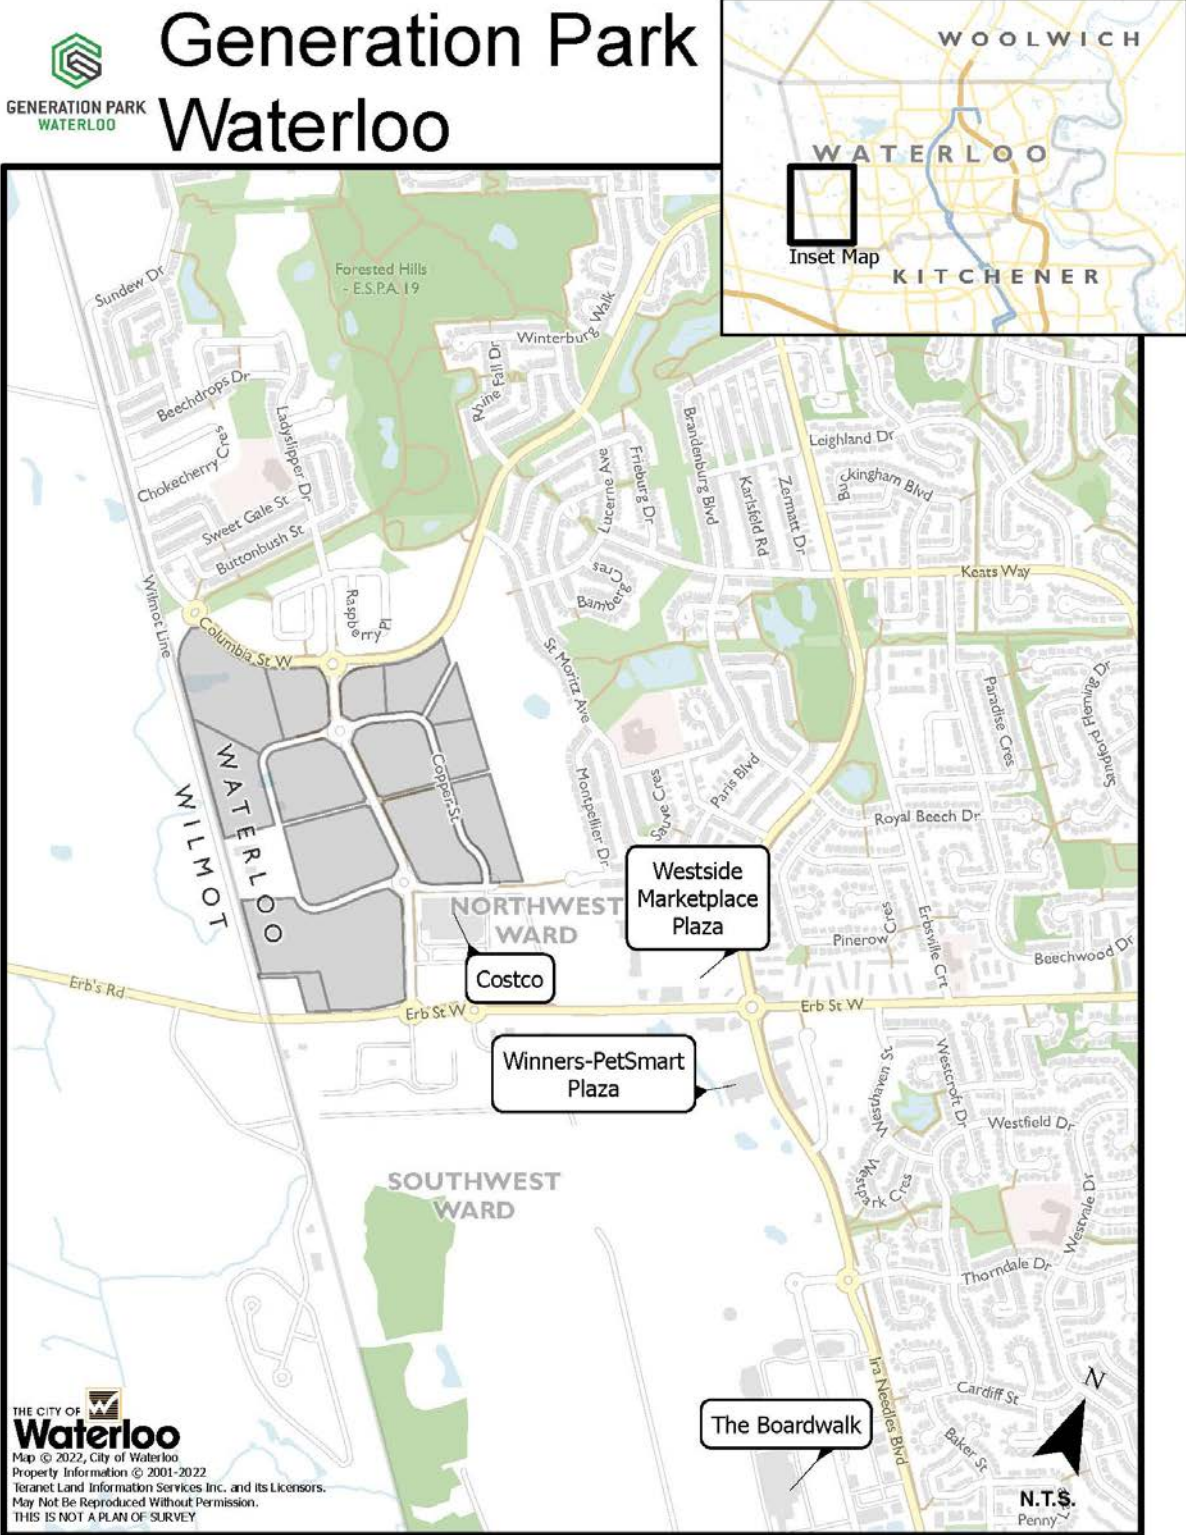 Generation Park
Waterloo
GENERATION PARK
WATERLOO
WOOLWICH
WATERLOO
Inset Map
KITCHENER
Forested Hills
- E.S.P.A. 19
Sundew Dr
Winterburg Walk
Rhine Fall Dr
Beechdrops Dr
Ladyslipper Dr
Chokecherry Cres
Sweet Gale St
Buttonbush St
Brandenburg Blvd
Leighland Dr
Buckingham Blvd
Lucerne Ave
Frieburg Dr
Karlsfeld Rd
Zermatt Dr
Keats Way
Bamberg Cres
Raspberry Pl
Wilmot Line
Columbia St W
St Moritz Ave
Paradise Cres
Sandford Fleming Dr
Copper St
WATERLOO
WILMOT
Montpellier Dr
Sauve Cres
Paris Blvd
Royal Beech Dr
Westside
Marketplace
Plaza
NORTHWEST
WARD
Pinerow Cres
Erbsville Crt
Beechwood Dr
Costco
Erb's Rd
Erb St W
Erb St W
Winners-PetSmart
Plaza
Westhaven St
Westcroft Dr
Westfield Dr
Westpark Cres
Westvale Dr
SOUTHWEST
WARD
Thorndale Dr
Ira Needles Blvd
Cardiff St
Baker St
The Boardwalk
N
N.T.S.
Penny
THE CITY OF
Waterloo
Map © 2022, City of Waterloo
Property Information © 2001-2022
Teranet Land Information Services Inc. and its Licensors.
May Not Be Reproduced Without Permission.
THIS IS NOT A PLAN OF SURVEY